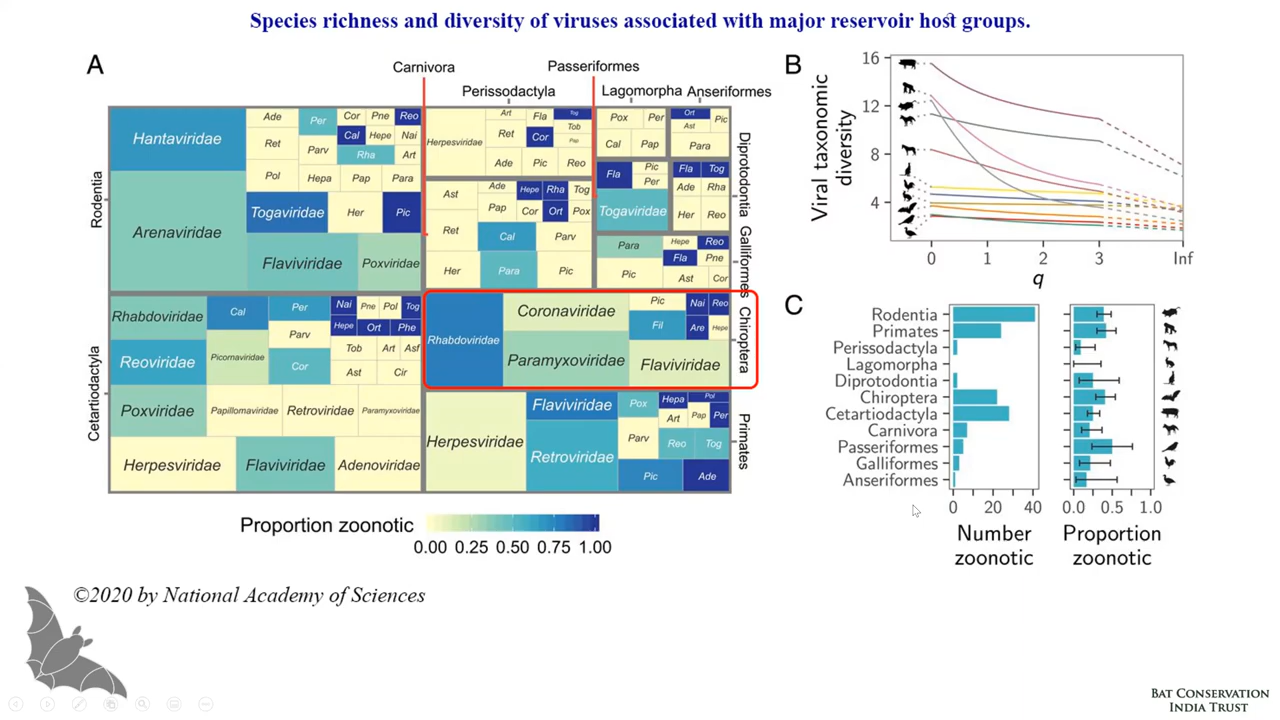 Species richness and diversity of viruses associated with major reservoir host groups.
A
Carnivora
Passeriformes
Perissodactyla
Lagomorpha
Anseriformes
Rodentia
Hantaviridae
Arenaviridae
Ade
Per
Cor
Pne
Reo
Ret
Cal
Hepe
Nai
Parv
Rha
Art
Pol
Hepa
Pap
Para
Togaviridae
Her
Pic
Flaviviridae
Poxviridae
Herpesviridae
Art
Fla
Tog
Ret
Cor
Tob
Pap
Ade
Pic
Reo
Pox
Per
Cal
Pap
Ort
Pic
Ast
Para
Diprotodontia
Ast
Ade
Hepe
Rha
Tog
Pap
Cor
Ort
Pox
Ret
Cal
Parv
Her
Para
Pic
Fla
Pic
Per
Togaviridae
Fla
Tog
Ade
Rha
Her
Reo
Galliformes
Para
Hepe
Reo
Fla
Pne
Pic
Ast
Cor
Cetartiodactyla
Rhabdoviridae
Cal
Per
Nai
Pne
Pol
Tog
Hepe
Ort
Phe
Parv
Reoviridae
Picornaviridae
Cor
Tob
Art
Asf
Ast
Cir
Poxviridae
Papillomaviridae
Retroviridae
Paramyxoviridae
Herpesviridae
Flaviviridae
Adenoviridae
Chiroptera
Rhabdoviridae
Coronaviridae
Paramyxoviridae
Pic
Nai
Reo
Fil
Are
Hepe
Flaviviridae
Primates
Herpesviridae
Flaviviridae
Retroviridae
Pox
Hepa
Pol
Art
Pap
Per
Parv
Reo
Tog
Pic
Ade
Proportion zoonotic
0.00 0.25 0.50 0.75 1.00
B
Viral taxonomic
diversity
16
12
8
4
0 1 2 3 Inf
q
C
Rodentia
Primates
Perissodactyla
Lagomorpha
Diprotodontia
Chiroptera
Cetartiodactyla
Carnivora
Passeriformes
Galliformes
Anseriformes
0 20 40
0.0 0.5 1.0
Number
zoonotic
Proportion
zoonotic
©2020 by National Academy of Sciences
BAT CONSERVATION
INDIA TRUST